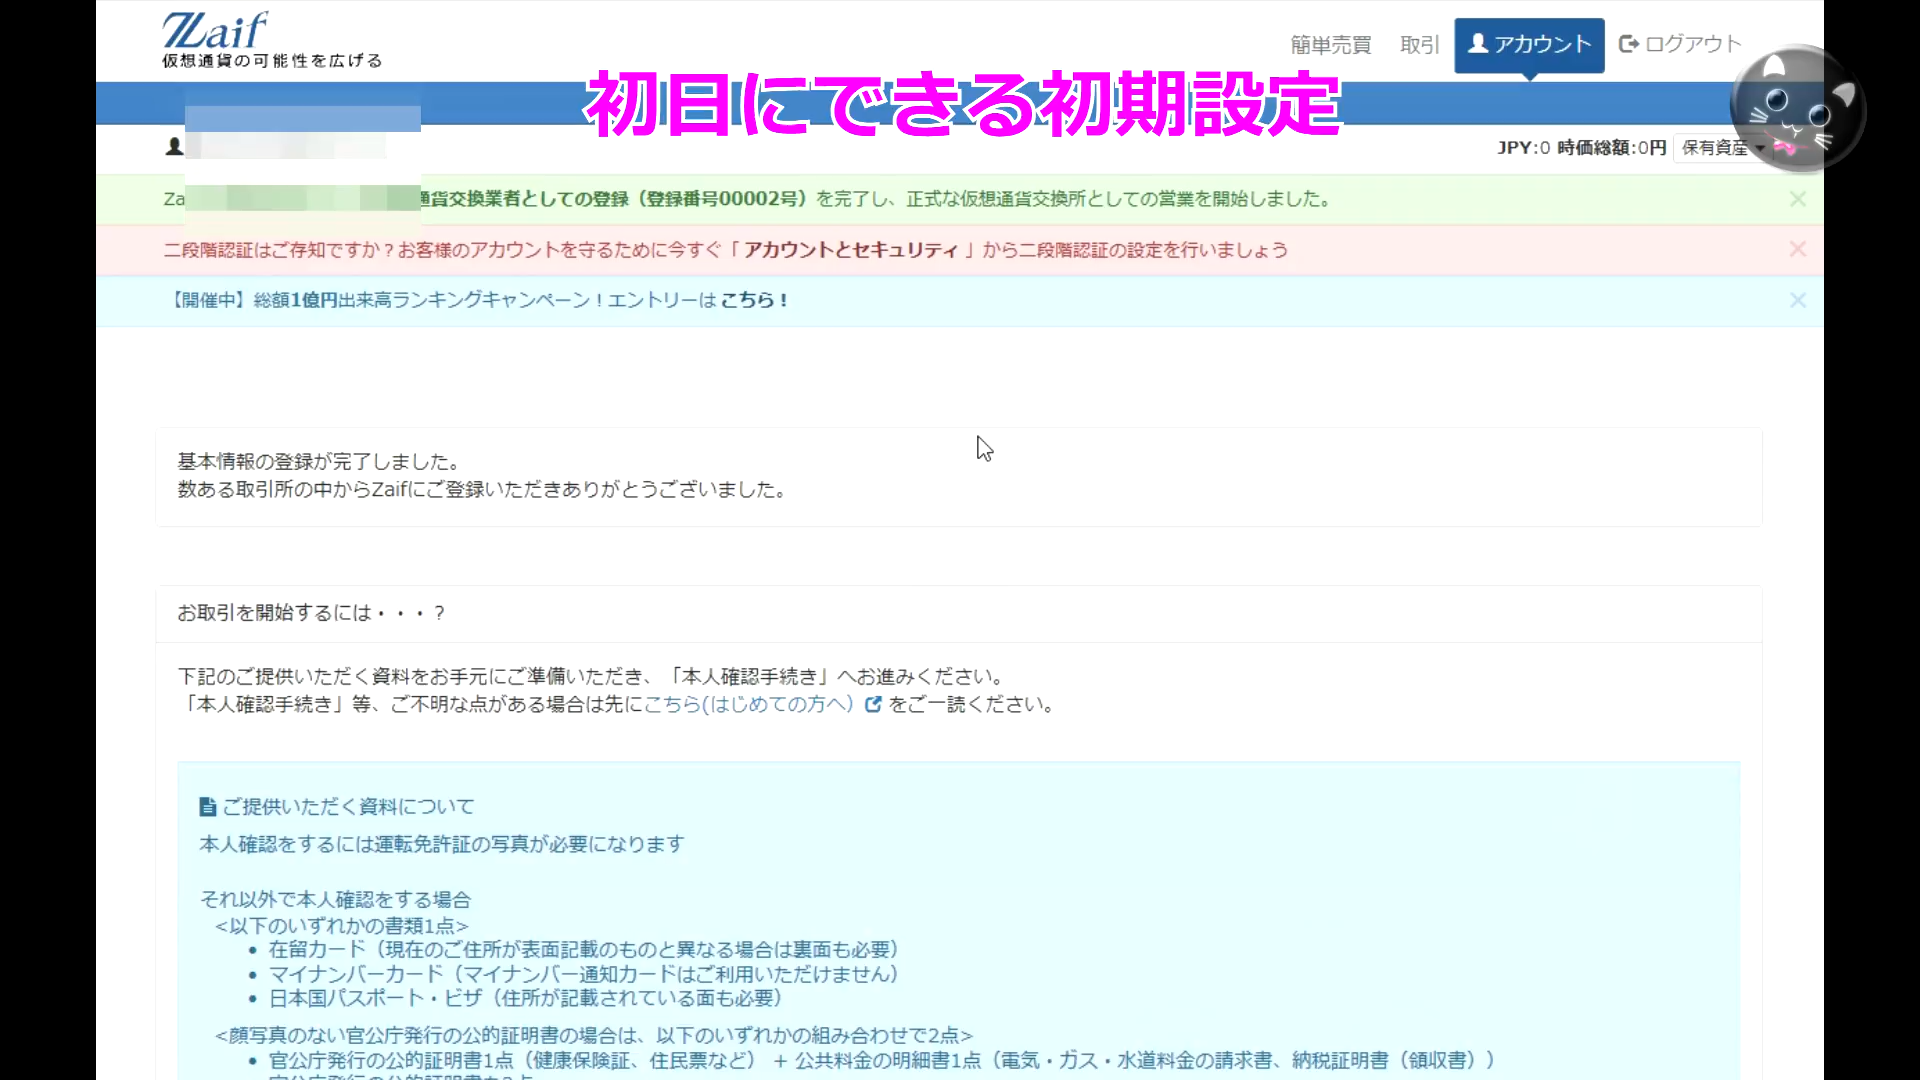 Zaif
仮想通貨の可能性を広げる
簡単売買 取引 アカウント ログアウト
初日にできる初期設定
JPY:0 時価総額:0円 保有資産
Za 通貨交換業者としての登録（登録番号00002号）を完了し、正式な仮想通貨交換所としての営業を開始しました。
二段階認証はご存知ですか？お客様のアカウントを守るために今すぐ「 アカウントとセキュリティ 」から二段階認証の設定を行いましょう
【開催中】総額1億円出来高ランキングキャンペーン！エントリーは こちら！
基本情報の登録が完了しました。
数ある取引所の中からZaifにご登録いただきありがとうございました。
お取引を開始するには・・・？
下記のご提供いただく資料をお手元にご準備いただき、「本人確認手続き」へお進みください。
「本人確認手続き」等、ご不明な点がある場合は先にこちら(はじめての方へ） をご一読ください。
ご提供いただく資料について
本人確認をするには運転免許証の写真が必要になります
それ以外で本人確認をする場合
<以下のいずれかの書類1点>
• 在留カード（現在のご住所が表面記載のものと異なる場合は裏面も必要）
• マイナンバーカード（マイナンバー通知カードはご利用いただけません）
• 日本国パスポート・ビザ（住所が記載されている面も必要）
<顔写真のない官公庁発行の公的証明書の場合は、以下のいずれかの組み合わせで2点>
• 官公庁発行の公的証明書1点（健康保険証、住民票など） ＋ 公共料金の明細書1点（電気・ガス・水道料金の請求書、納税証明書（領収書））